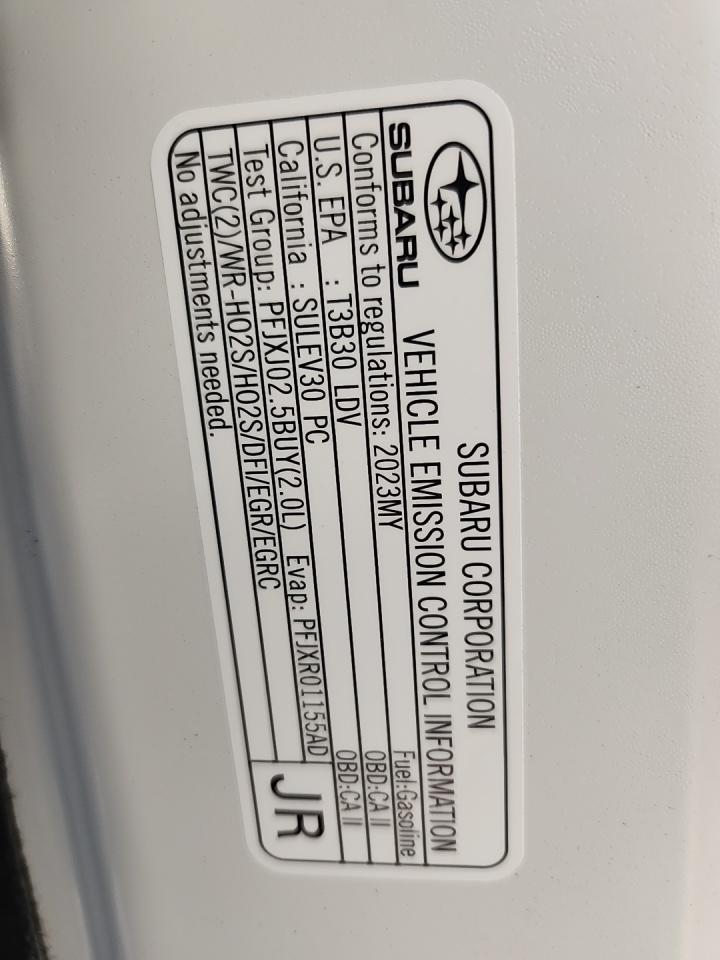 SUBARU CORPORATION
SUBARU VEHICLE EMISSION CONTROL INFORMATION
Conforms to regulations: 2023MY Fuel:Gasoline
U.S. EPA : T3B30 LDV OBD:CA II
California : SULEV30 PC OBD:CA II
Test Group: PFJXJ02.5BUY(2.0L) Evap: PFJXR01155AD
TWC(2)/WR-HO2S/HO2S/DFI/EGR/EGRC
No adjustments needed.
JR